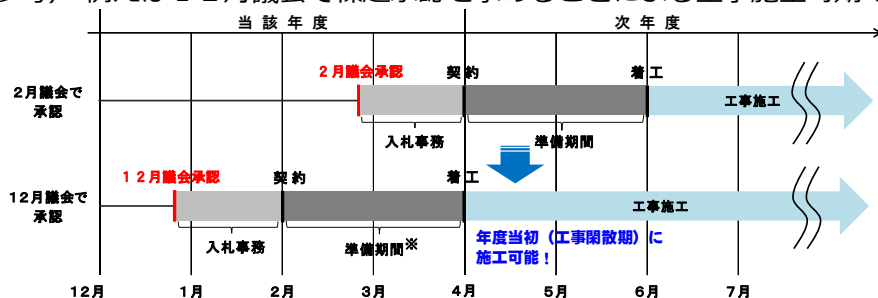 当該年度
次年度
2月議会承認
契約
着工
2月議会で
承認
工事施工
入札事務
準備期間
12月議会承認
契約
着工
12月議会で
承認
工事施工
入札事務
準備期間※
年度当初（工事閑散期）に
施工可能！
12月
1月
2月
3月
4月
5月
6月
7月